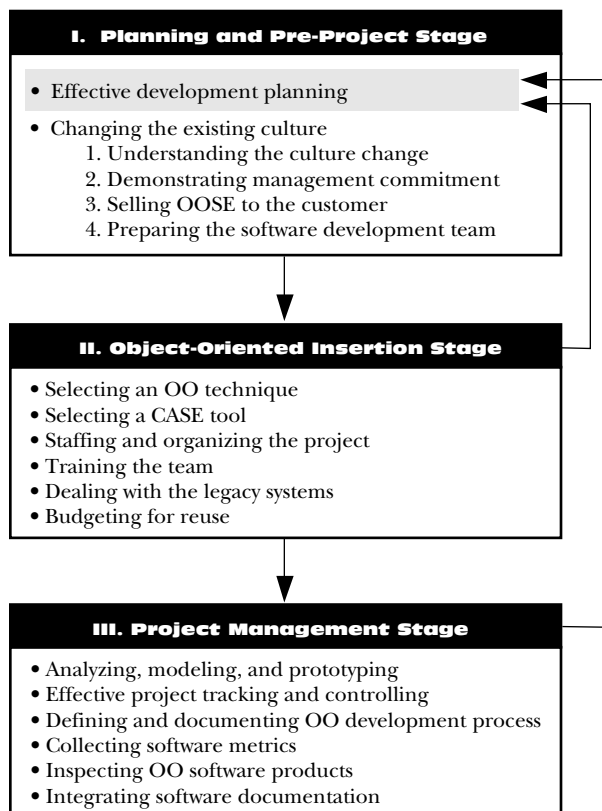 I. Planning and Pre-Project Stage
• Effective development planning
• Changing the existing culture
1. Understanding the culture change
2. Demonstrating management commitment
3. Selling OOSE to the customer
4. Preparing the software development team
II. Object-Oriented Insertion Stage
• Selecting an OO technique
• Selecting a CASE tool
• Staffing and organizing the project
• Training the team
• Dealing with the legacy systems
• Budgeting for reuse
III. Project Management Stage
• Analyzing, modeling, and prototyping
• Effective project tracking and controlling
• Defining and documenting OO development process
• Collecting software metrics
• Inspecting OO software products
• Integrating software documentation